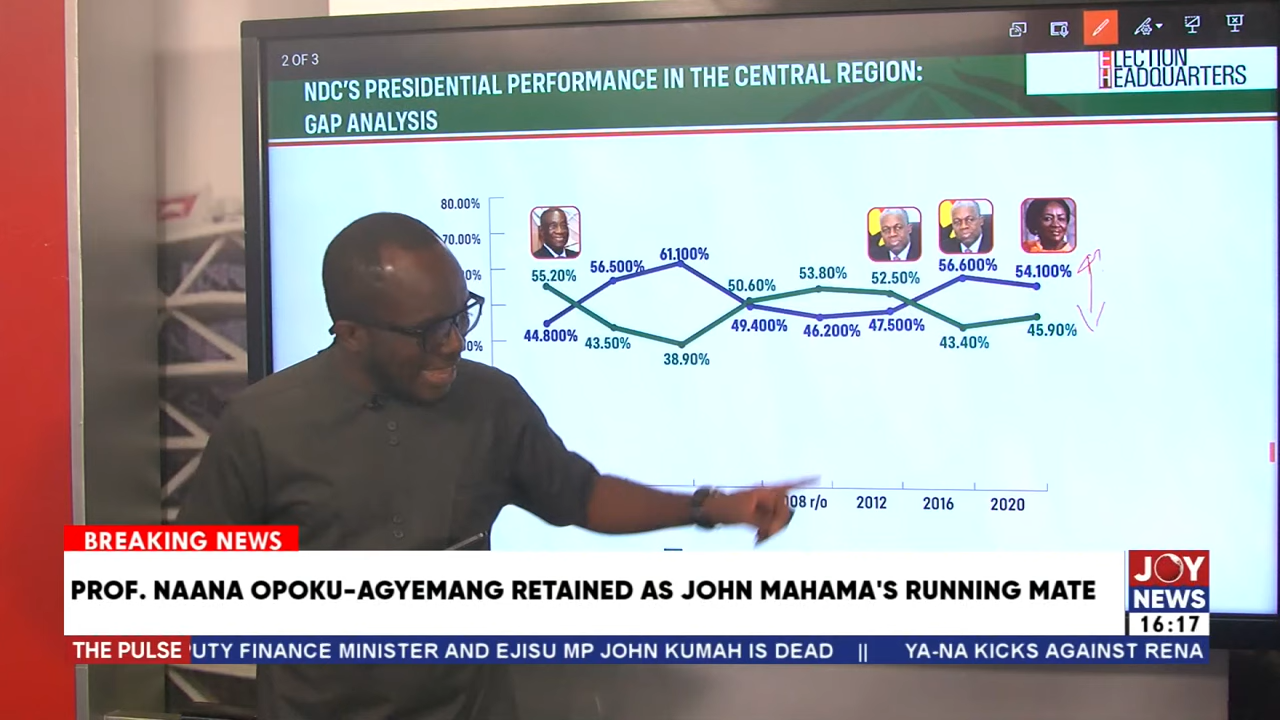 2 OF 3
NDC'S PRESIDENTIAL PERFORMANCE IN THE CENTRAL REGION:
GAP ANALYSIS
ELECTION
HEADQUARTERS
80.00%
70.00%
55.20%
56.500%
61.100%
50.60%
53.80%
52.50%
56.600%
54.100%
44.800%
43.50%
38.90%
49.400%
46.200%
47.500%
43.40%
45.90%
08 r/o
2012
2016
2020
BREAKING NEWS
PROF. NAANA OPOKU-AGYEMANG RETAINED AS JOHN MAHAMA'S RUNNING MATE
JOY
NEWS
16:17
THE PULSE
PUTY FINANCE MINISTER AND EJISU MP JOHN KUMAH IS DEAD || YA-NA KICKS AGAINST RENA